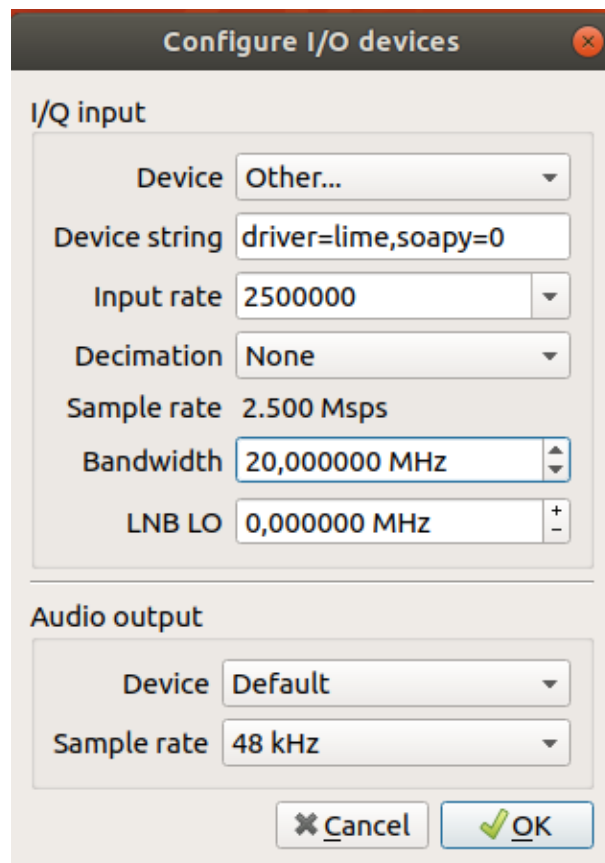 Configure I/O devices
I/Q input
Device Other...
Device string driver=lime,soapy=0
Input rate 2500000
Decimation None
Sample rate 2.500 Msps
Bandwidth 20,000000 MHz
LNB LO 0,000000 MHz
Audio output
Device Default
Sample rate 48 kHz
Cancel OK